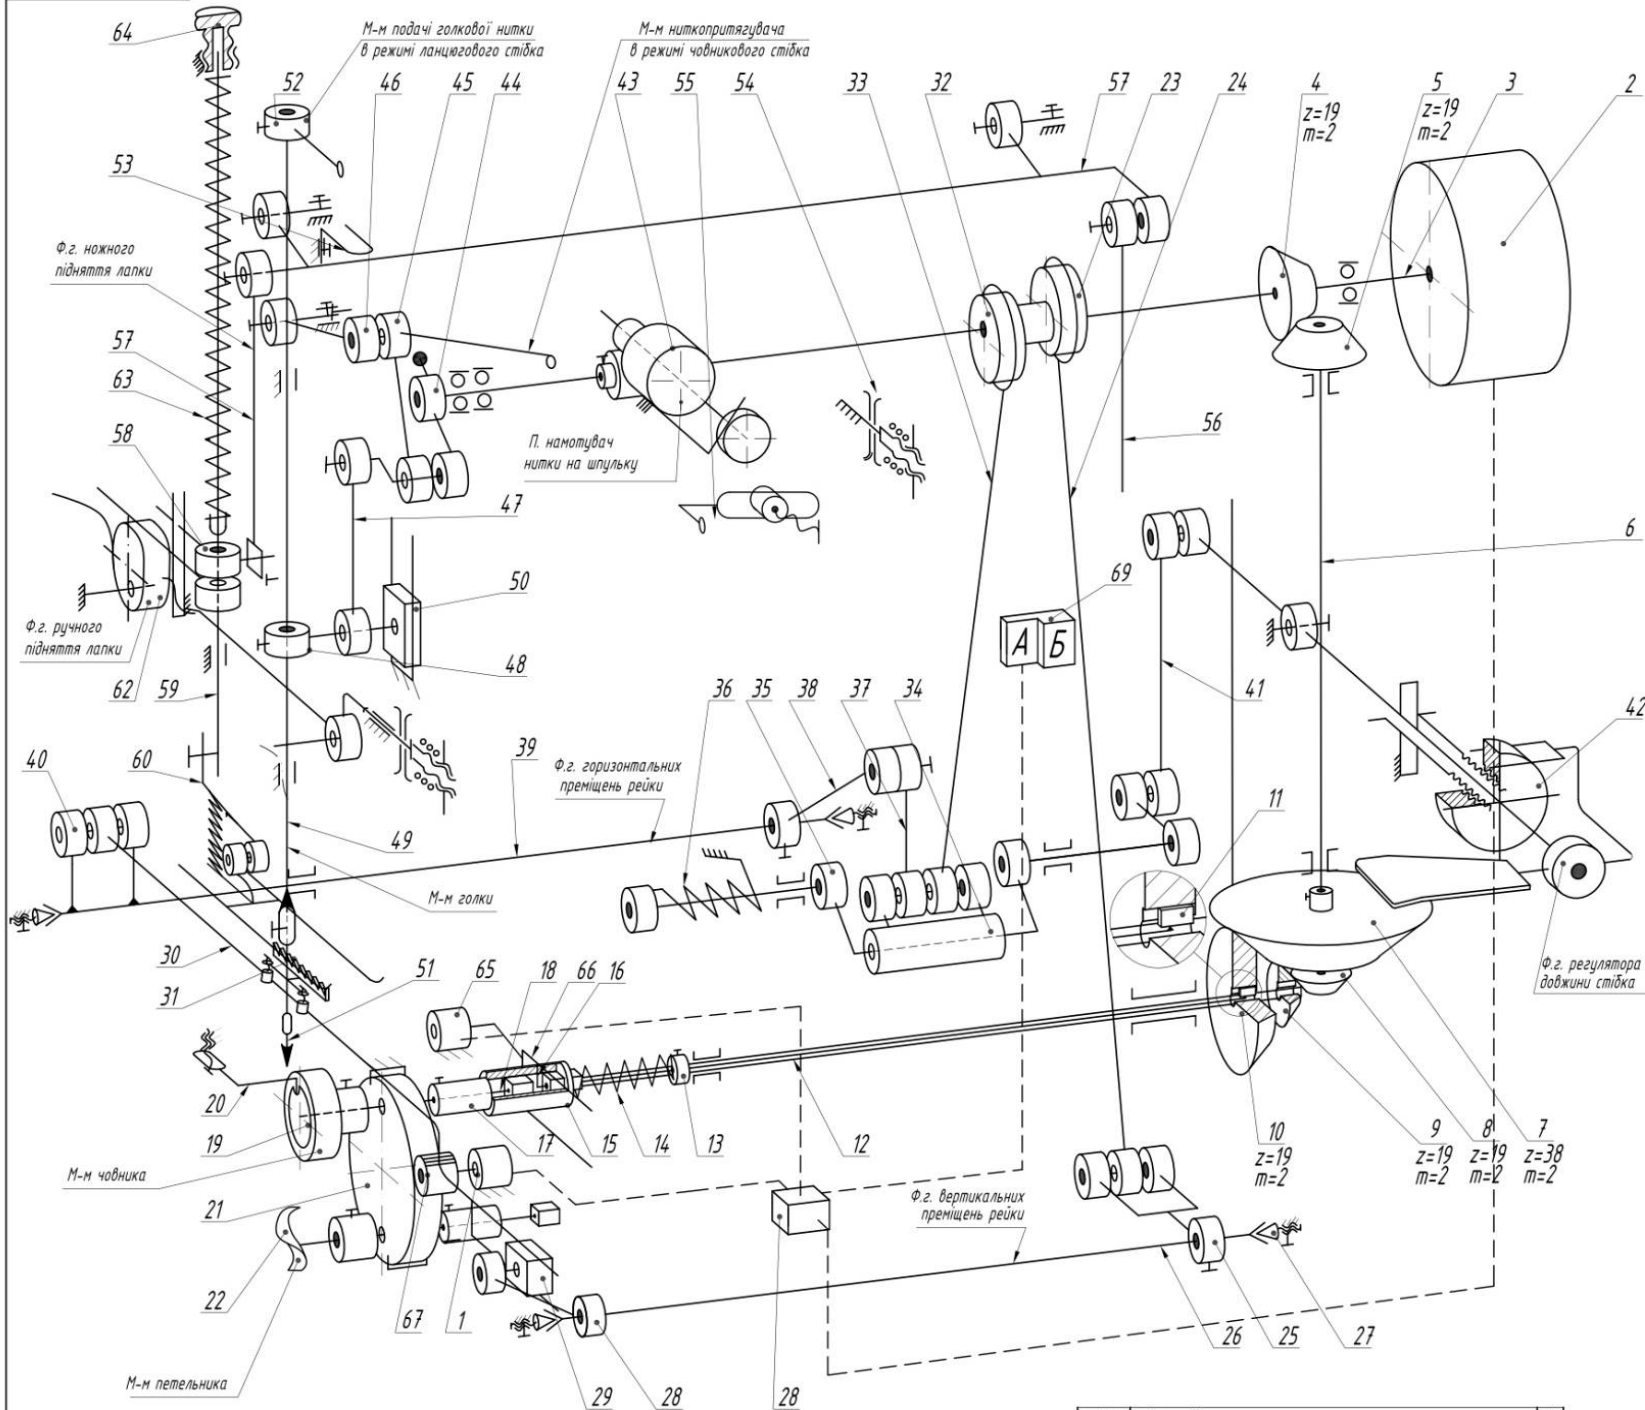 64
М-м подачі голкової нитки
в режимі ланцюгового стібка
М-м ниткопритягувача
в режимі човникового стібка
52
46
45
44
43
55
54
33
32
57
23
24
4
z=19
m=2
5
z=19
m=2
3
2
53
Ф.г. ножного
підняття лапки
57
63
58
П. намотувач
нитки на шпульку
56
47
6
50
69
А
Б
Ф.г. ручного
підняття лапки
62
59
48
41
42
36
35
38
37
34
40
60
39
Ф.г. горизонтальних
преміщень рейки
11
49
М-м голки
30
31
51
65
18
66
16
Ф.г. регулятора
довжини стібка
20
19
17
15
14
13
12
10
z=19
m=2
9
z=19
m=2
8
z=19
m=2
7
z=38
m=2
М-м човника
21
Ф.г. вертикальних
преміщень рейки
22
67
1
26
25
27
М-м петельника
29
28
28